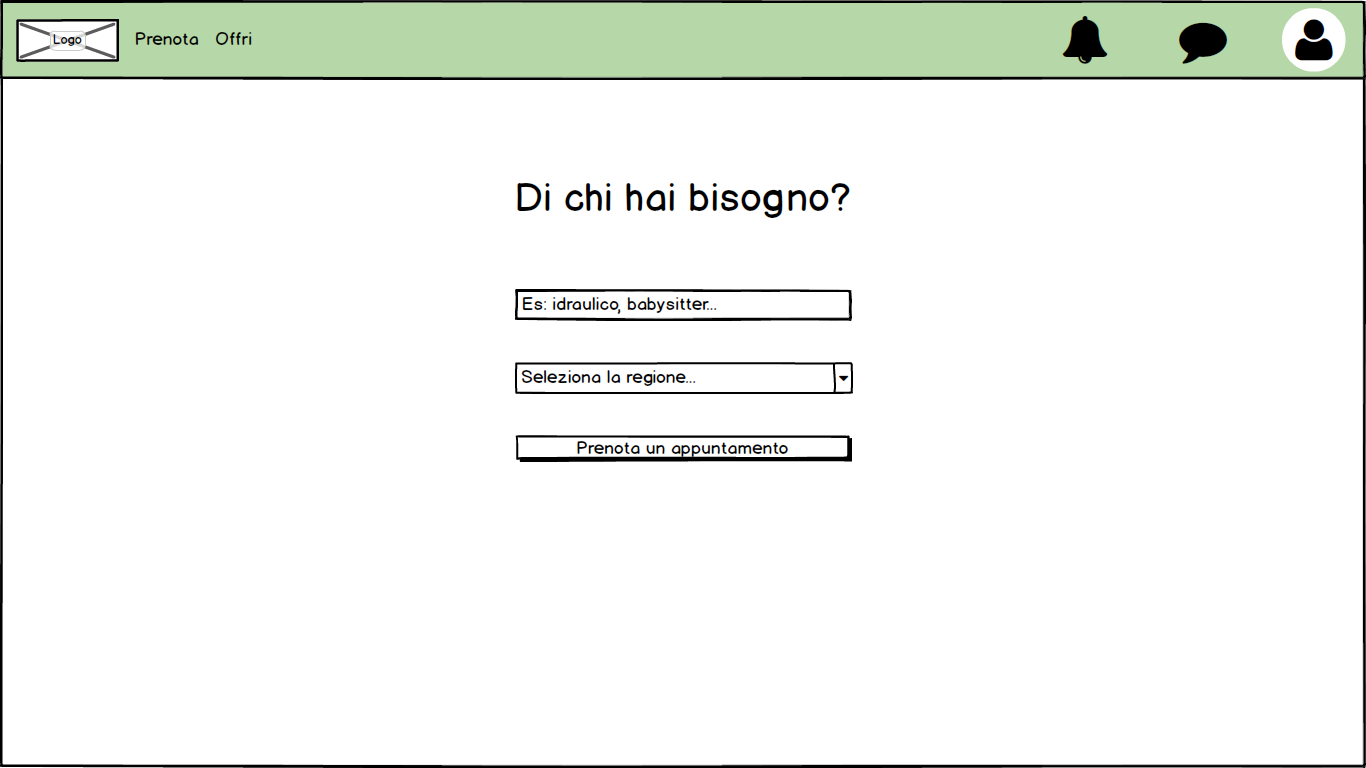 Logo Prenota Offri
Di chi hai bisogno?
Es: idraulico, babysitter...
Seleziona la regione...
Prenota un appuntamento